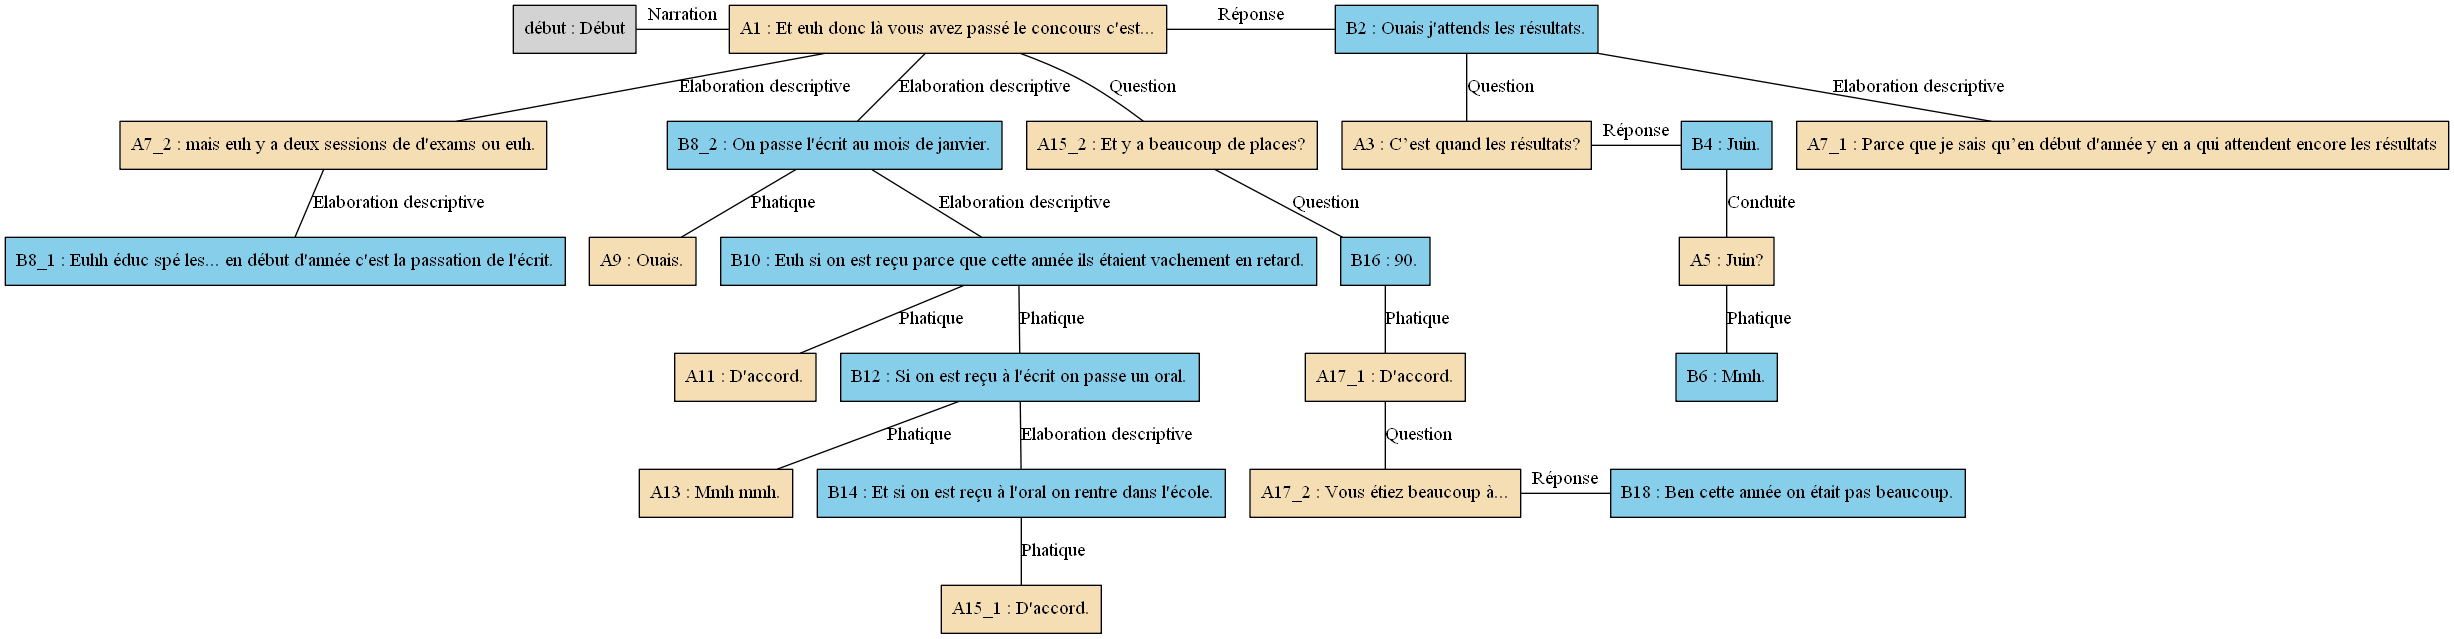 début : Début
Narration
A1 : Et euh donc là vous avez passé le concours c'est...
Réponse
B2 : Ouais j'attends les résultats.
Elaboration descriptive
Elaboration descriptive
Question
Question
Elaboration descriptive
A7_2 : mais euh y a deux sessions de d'exams ou euh.
B8_2 : On passe l'écrit au mois de janvier.
A15_2 : Et y a beaucoup de places?
A3 : C’est quand les résultats?
Réponse
B4 : Juin.
A7_1 : Parce que je sais qu’en début d'année y en a qui attendent encore les résultats
Elaboration descriptive
Phatique
Elaboration descriptive
Question
Conduite
B8_1 : Euhh éduc spé les... en début d'année c'est la passation de l'écrit.
A9 : Ouais.
B10 : Euh si on est reçu parce que cette année ils étaient vachement en retard.
B16 : 90.
A5 : Juin?
Phatique
Phatique
Phatique
Phatique
A11 : D'accord.
B12 : Si on est reçu à l'écrit on passe un oral.
A17_1 : D'accord.
B6 : Mmh.
Phatique
Elaboration descriptive
Question
A13 : Mmh mmh.
B14 : Et si on est reçu à l'oral on rentre dans l'école.
A17_2 : Vous étiez beaucoup à...
Réponse
B18 : Ben cette année on était pas beaucoup.
Phatique
A15_1 : D'accord.